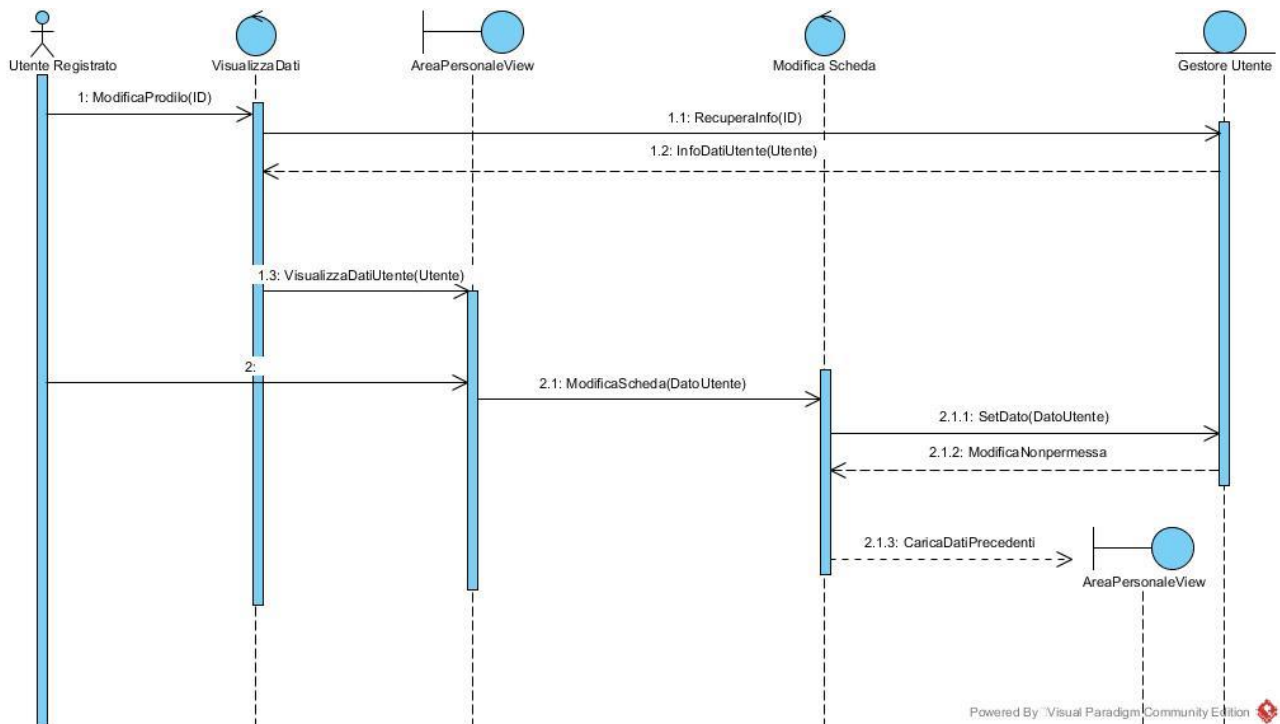 Utente Registrato
VisualizzaDati
AreaPersonaleView
Modifica Scheda
Gestore Utente
1: ModificaProdilo(ID)
1.1: RecuperaInfo(ID)
1.2: InfoDatiUtente(Utente)
1.3: VisualizzaDatiUtente(Utente)
2:
2.1: ModificaScheda(DatoUtente)
2.1.1: SetDato(DatoUtente)
2.1.2: ModificaNonpermessa
2.1.3: CaricaDatiPrecedenti
AreaPersonaleView
Powered By Visual Paradigm Community Edition